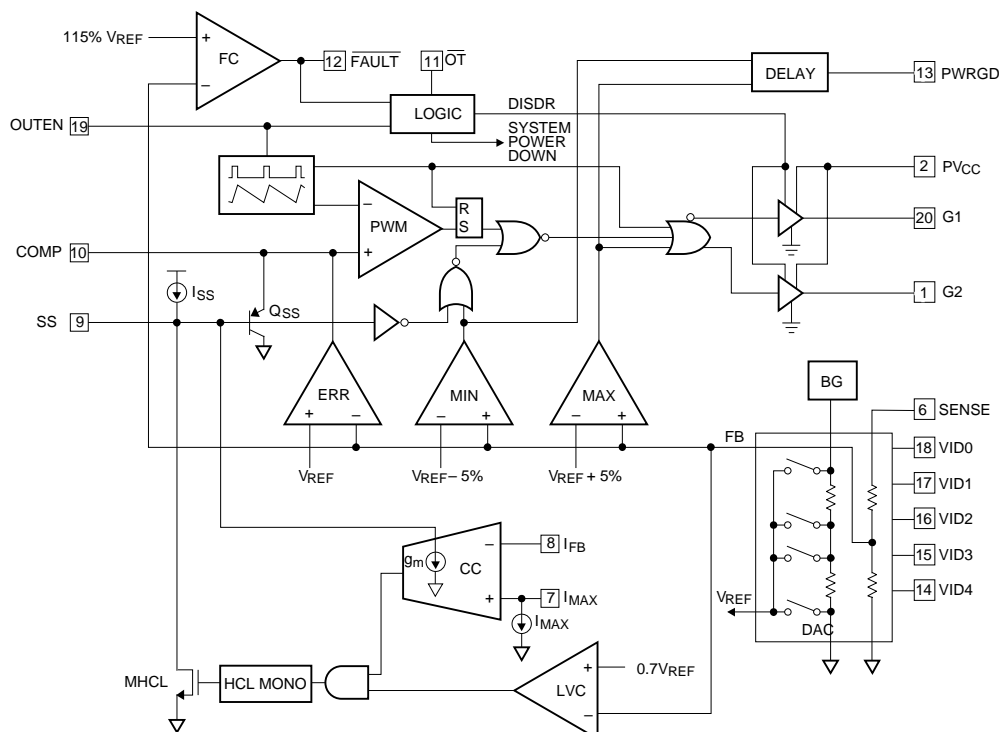 115% VREF
+
FC
–
12 FAULT
11 OT
DELAY
13 PWRGD
LOGIC
DISDR
SYSTEM
POWER
DOWN
OUTEN 19
2 PVCC
–
PWM
+
R
S
20 G1
COMP 10
ISS
SS 9
QSS
1 G2
ERR
+ –
MIN
– +
MAX
– +
BG
6 SENSE
FB
VREF
VREF – 5%
VREF + 5%
18 VID0
17 VID1
16 VID2
15 VID3
14 VID4
VREF
DAC
gm
CC
–
+
8 IFB
7 IMAX
IMAX
MHCL
HCL MONO
LVC
+
–
0.7VREF